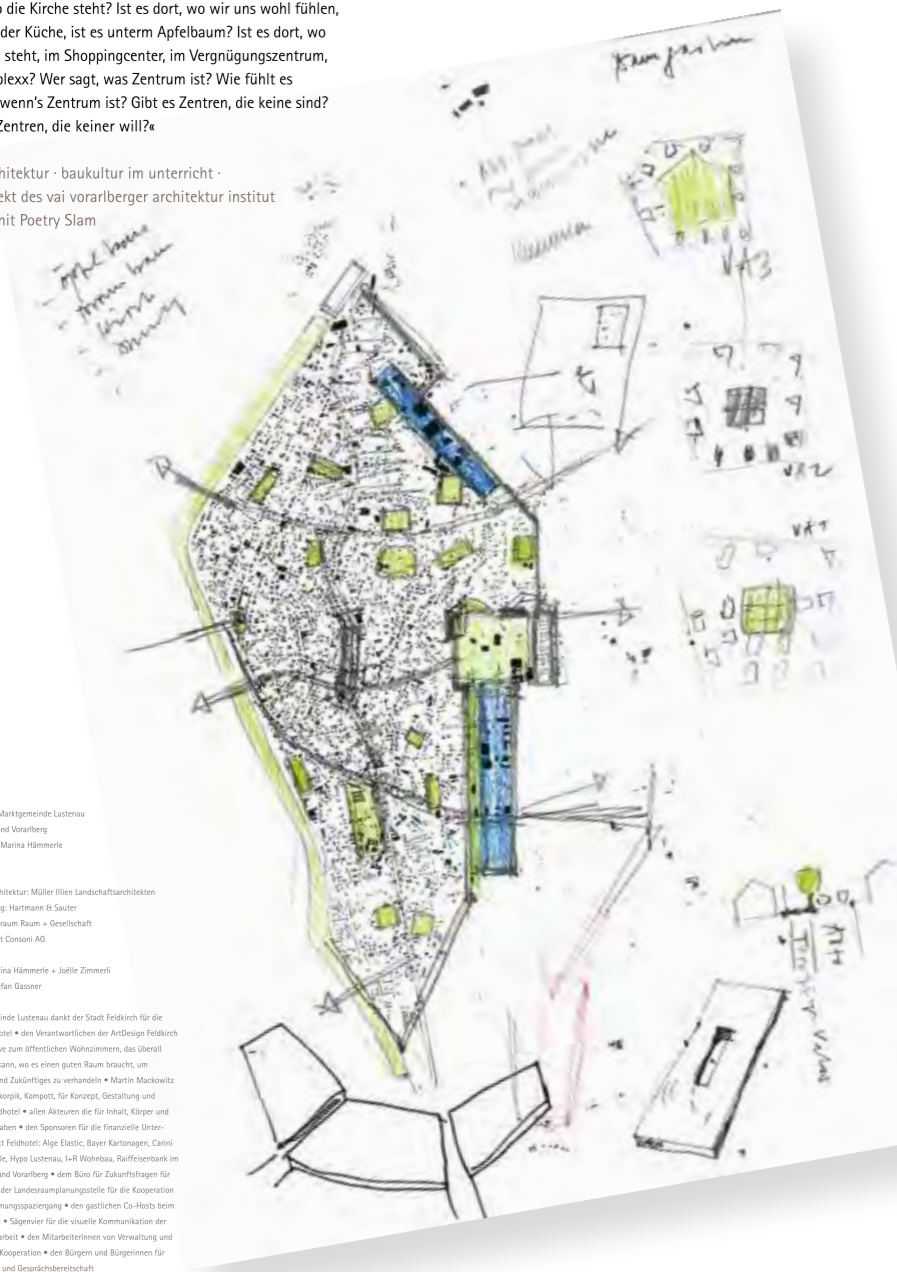 o die Kirche steht? Ist es dort, wo wir uns wohl fühlen,
der Küche, ist es unterm Apfelbaum? Ist es dort, wo
steht, im Shoppingcenter, im Vergnügungszentrum,
plexx? Wer sagt, was Zentrum ist? Wie fühlt es
wenn's Zentrum ist? Gibt es Zentren, die keine sind?
Zentren, die keiner will?«
hitektur · baukultur im unterricht ·
ekt des vai vorarlberger architektur institut
mit Poetry Slam
VA3
VA2
VA1
Marktgemeinde Lustenau
nd Vorarlberg
Marina Hämmerle
hitektur: Müller Illien Landschaftsarchitekten
g: Hartmann & Sauter
raum Raum + Gesellschaft
t Consoni AG
rina Hämmerle + Joëlle Zimmerli
efan Gassner
inde Lustenau dankt der Stadt Feldkirch für die
otel • den Verantwortlichen der ArtDesign Feldkirch
ve zum öffentlichen Wohnzimmern, das überall
kann, wo es einen guten Raum braucht, um
nd Zukünftiges zu verhandeln • Martin Mackowitz
korpik, Kompott, für Konzept, Gestaltung und
dhotel • allen Akteuren die für Inhalt, Körper und
aben • den Sponsoren für die finanzielle Unter-
kt Feldhotel: Alge Elastic, Bayer Kartonagen, Carini
le, Hypo Lustenau, I+R Wohnbau, Raiffeisenbank im
und Vorarlberg • dem Büro für Zukunftsfragen für
der Landesraumplanungsstelle für die Kooperation
mungsspaziergang • den gastlichen Co-Hosts beim
• Sägenvier für die visuelle Kommunikation der
arbeit • den MitarbeiterInnen von Verwaltung und
Kooperation • den Bürgern und Bürgerinnen für
und Gesprächsbereitschaft